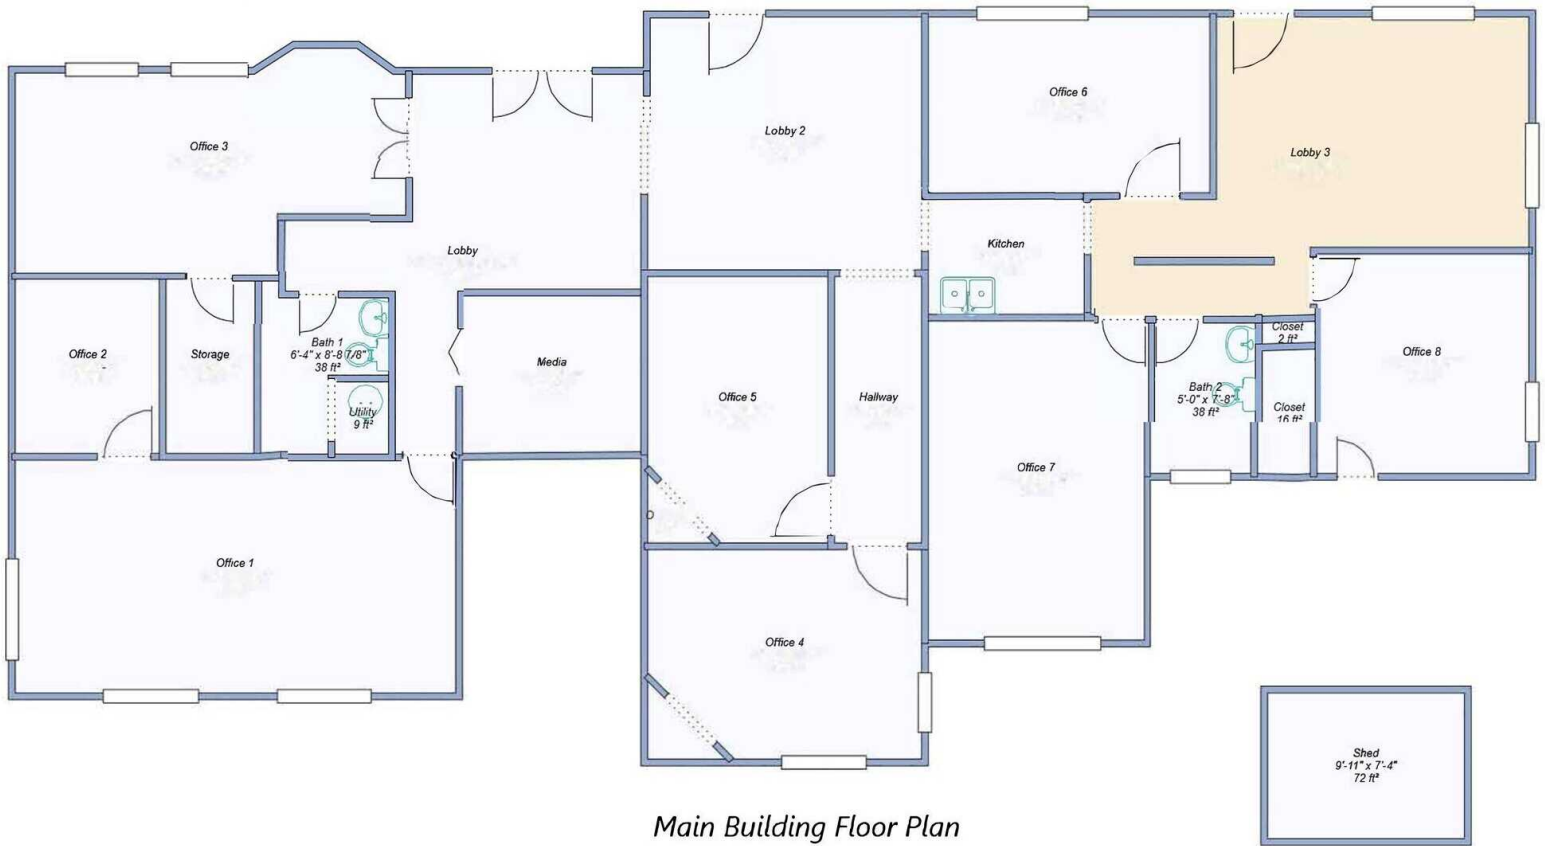 Office 6
Lobby 2
Office 3
Lobby 3
Kitchen
Lobby
Closet
2 ft²
Bath 1
6'-4" x 8'-8 7/8"
38 ft²
Office 2
Storage
Media
Office 8
Bath 2
5'-0" x 7'-8"
38 ft²
Office 5
Hallway
Closet
16 ft²
Utility
9 ft²
Office 7
Office 1
Office 4
Shed
9'-11" x 7'-4"
72 ft²
Main Building Floor Plan